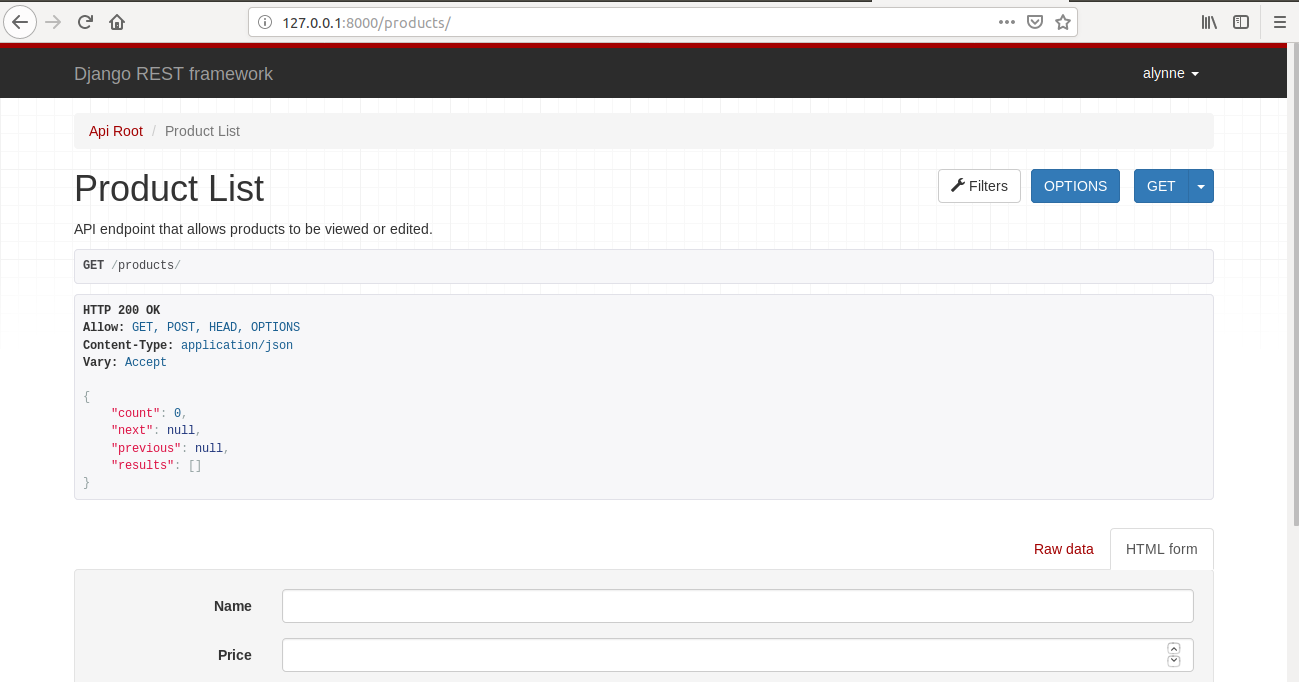 127.0.0.1:8000/products/
Django REST framework
alynne
Api Root / Product List
Product List
Filters
OPTIONS
GET
API endpoint that allows products to be viewed or edited.
GET /products/
HTTP 200 OK
Allow: GET, POST, HEAD, OPTIONS
Content-Type: application/json
Vary: Accept
{
    "count": 0,
    "next": null,
    "previous": null,
    "results": []
}
Raw data
HTML form
Name
Price